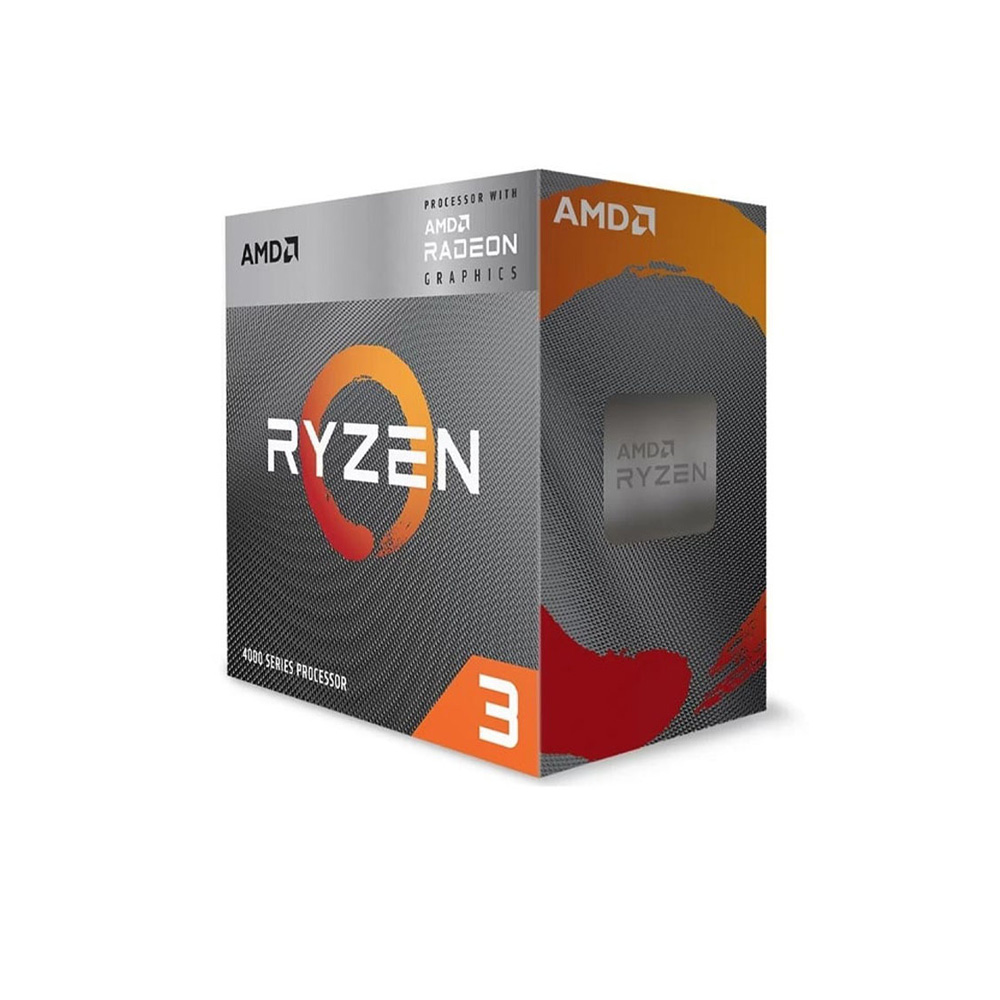 AMD
PROCESSOR WITH
AMD
RADEON
GRAPHICS
RYZEN
4000 SERIES PROCESSOR
3
AMD
AMD
RYZEN